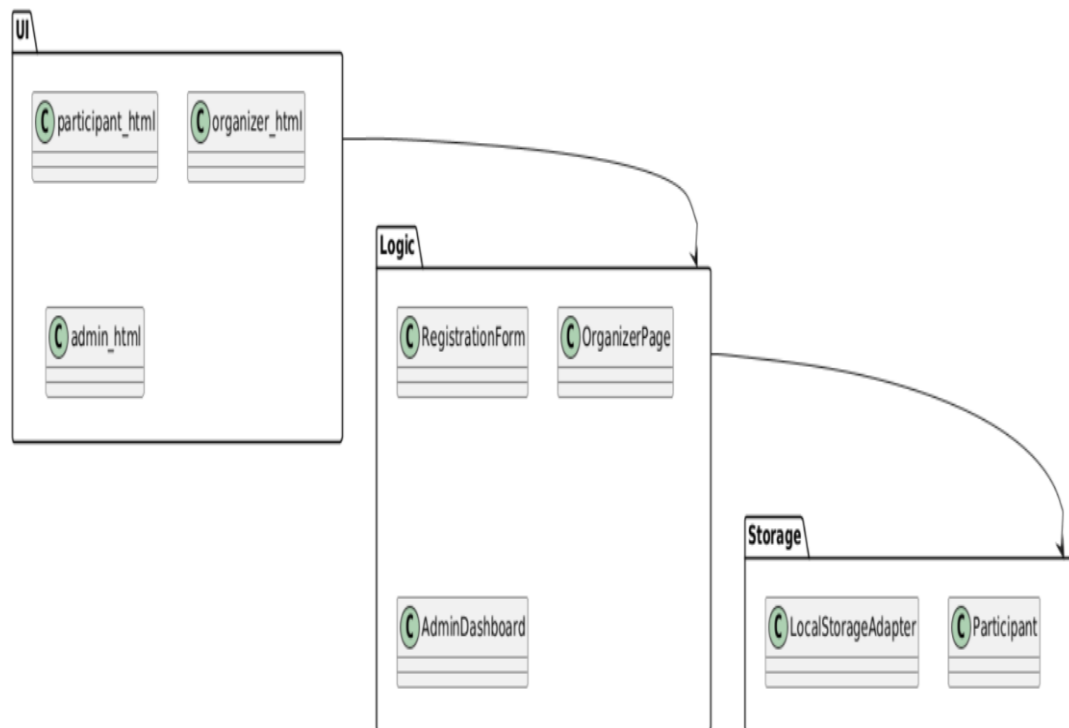 UI
C participant_html
C organizer_html
C admin_html
Logic
C RegistrationForm
C OrganizerPage
C AdminDashboard
Storage
C LocalStorageAdapter
C Participant